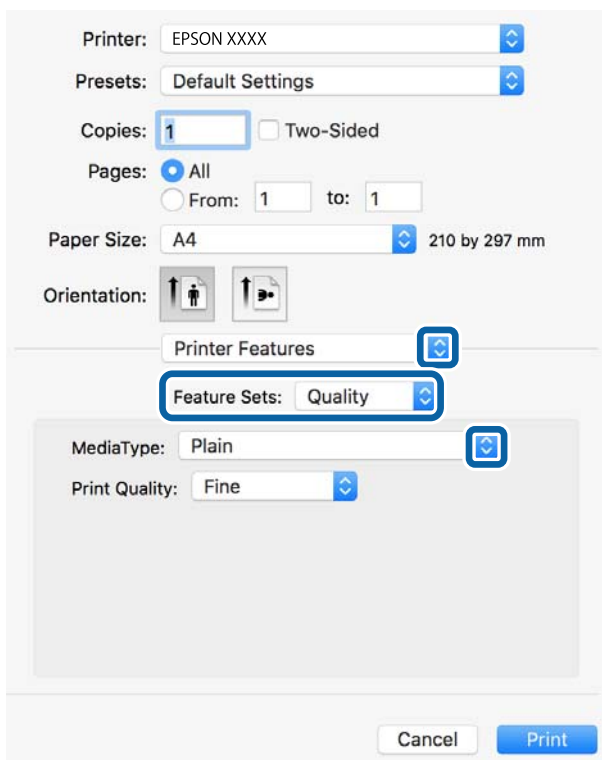 Printer: EPSON XXXX
Presets: Default Settings
Copies: 1 Two-Sided
Pages: All
From: 1 to: 1
Paper Size: A4 210 by 297 mm
Orientation:
Printer Features
Feature Sets: Quality
MediaType: Plain
Print Quality: Fine
Cancel Print